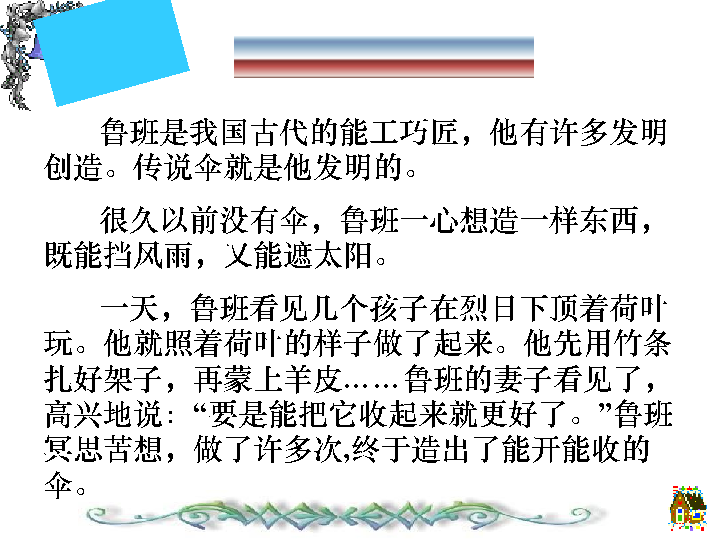 鲁班是我国古代的能工巧匠，他有许多发明
创造。传说伞就是他发明的。
很久以前没有伞，鲁班一心想造一样东西，
既能挡风雨，又能遮太阳。
一天，鲁班看见几个孩子在烈日下顶着荷叶
玩。他就照着荷叶的样子做了起来。他先用竹条
扎好架子，再蒙上羊皮……鲁班的妻子看见了，
高兴地说：“要是能把它收起来就更好了。”鲁班
冥思苦想，做了许多次,终于造出了能开能收的
伞。